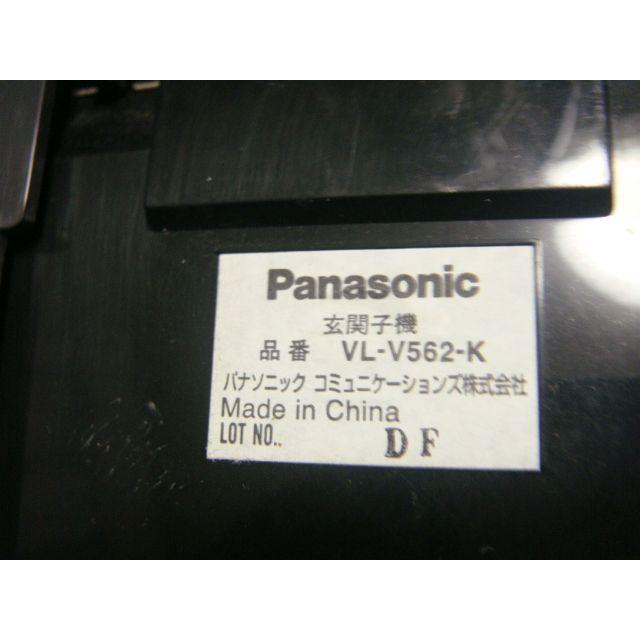 Panasonic
玄関子機
品番 VL-V562-K
パナソニック コミュニケーションズ株式会社
Made in China
LOT NO.. DF